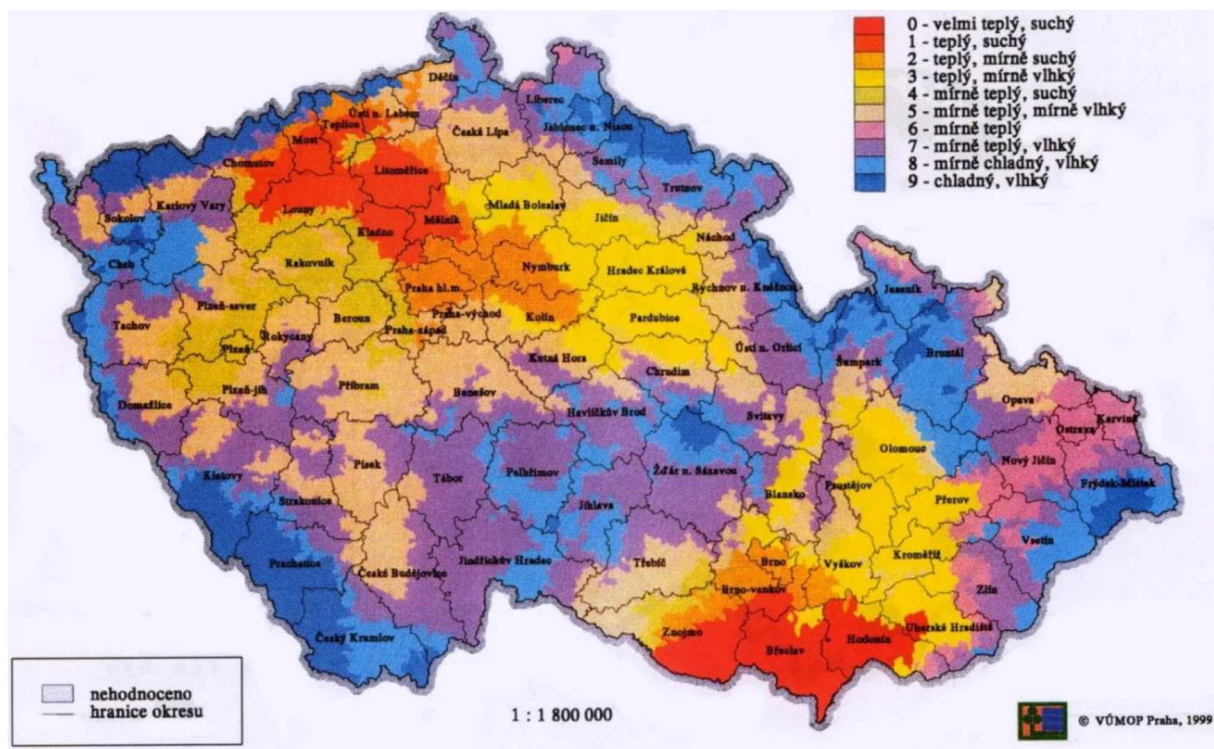 0 - velmi teplý, suchý
1 - teplý, suchý
2 - teplý, mírně suchý
3 - teplý, mírně vlhký
4 - mírně teplý, suchý
5 - mírně teplý, mírně vlhký
6 - mírně teplý
7 - mírně teplý, vlhký
8 - mírně chladný, vlhký
9 - chladný, vlhký
Děčín
Liberec
Ústí n. Labem
Teplice
Jablonec n. Nisou
Česká Lípa
Most
Chomutov
Litoměřice
Semily
Trutnov
Karlovy Vary
Sokolov
Louny
Mělník
Mladá Boleslav
Jičín
Kladno
Náchod
Cheb
Rakovník
Nymburk
Hradec Králové
Praha hl.m.
Rychnov n. Kněžnou
Jeseník
Plzeň-sever
Beroun
Praha-východ
Kolín
Pardubice
Tachov
Praha-západ
Rokycany
Plzeň
Ústí n. Orlicí
Kutná Hora
Šumpark
Bruntál
Chrudim
Příbram
Plzeň-jih
Benešov
Domažlice
Opava
Havlíčkův Brod
Svitavy
Karviná
Ostrava
Olomouc
Nový Jičín
Písek
Klatovy
Tábor
Pelhřimov
Žďár n. Sázavou
Frýdek-Místek
Prostějov
Blansko
Přerov
Strakonice
Jihlava
Vsetín
Kroměříž
Jindřichův Hradec
Třebíč
Brno
Vyškov
Prachatice
České Budějovice
Brno-venkov
Zlín
Uherské Hradiště
Český Krumlov
Znojmo
Hodonín
Břeclav
nehodnoceno
hranice okresu
1 : 1 800 000
© VÚMOP Praha, 1999